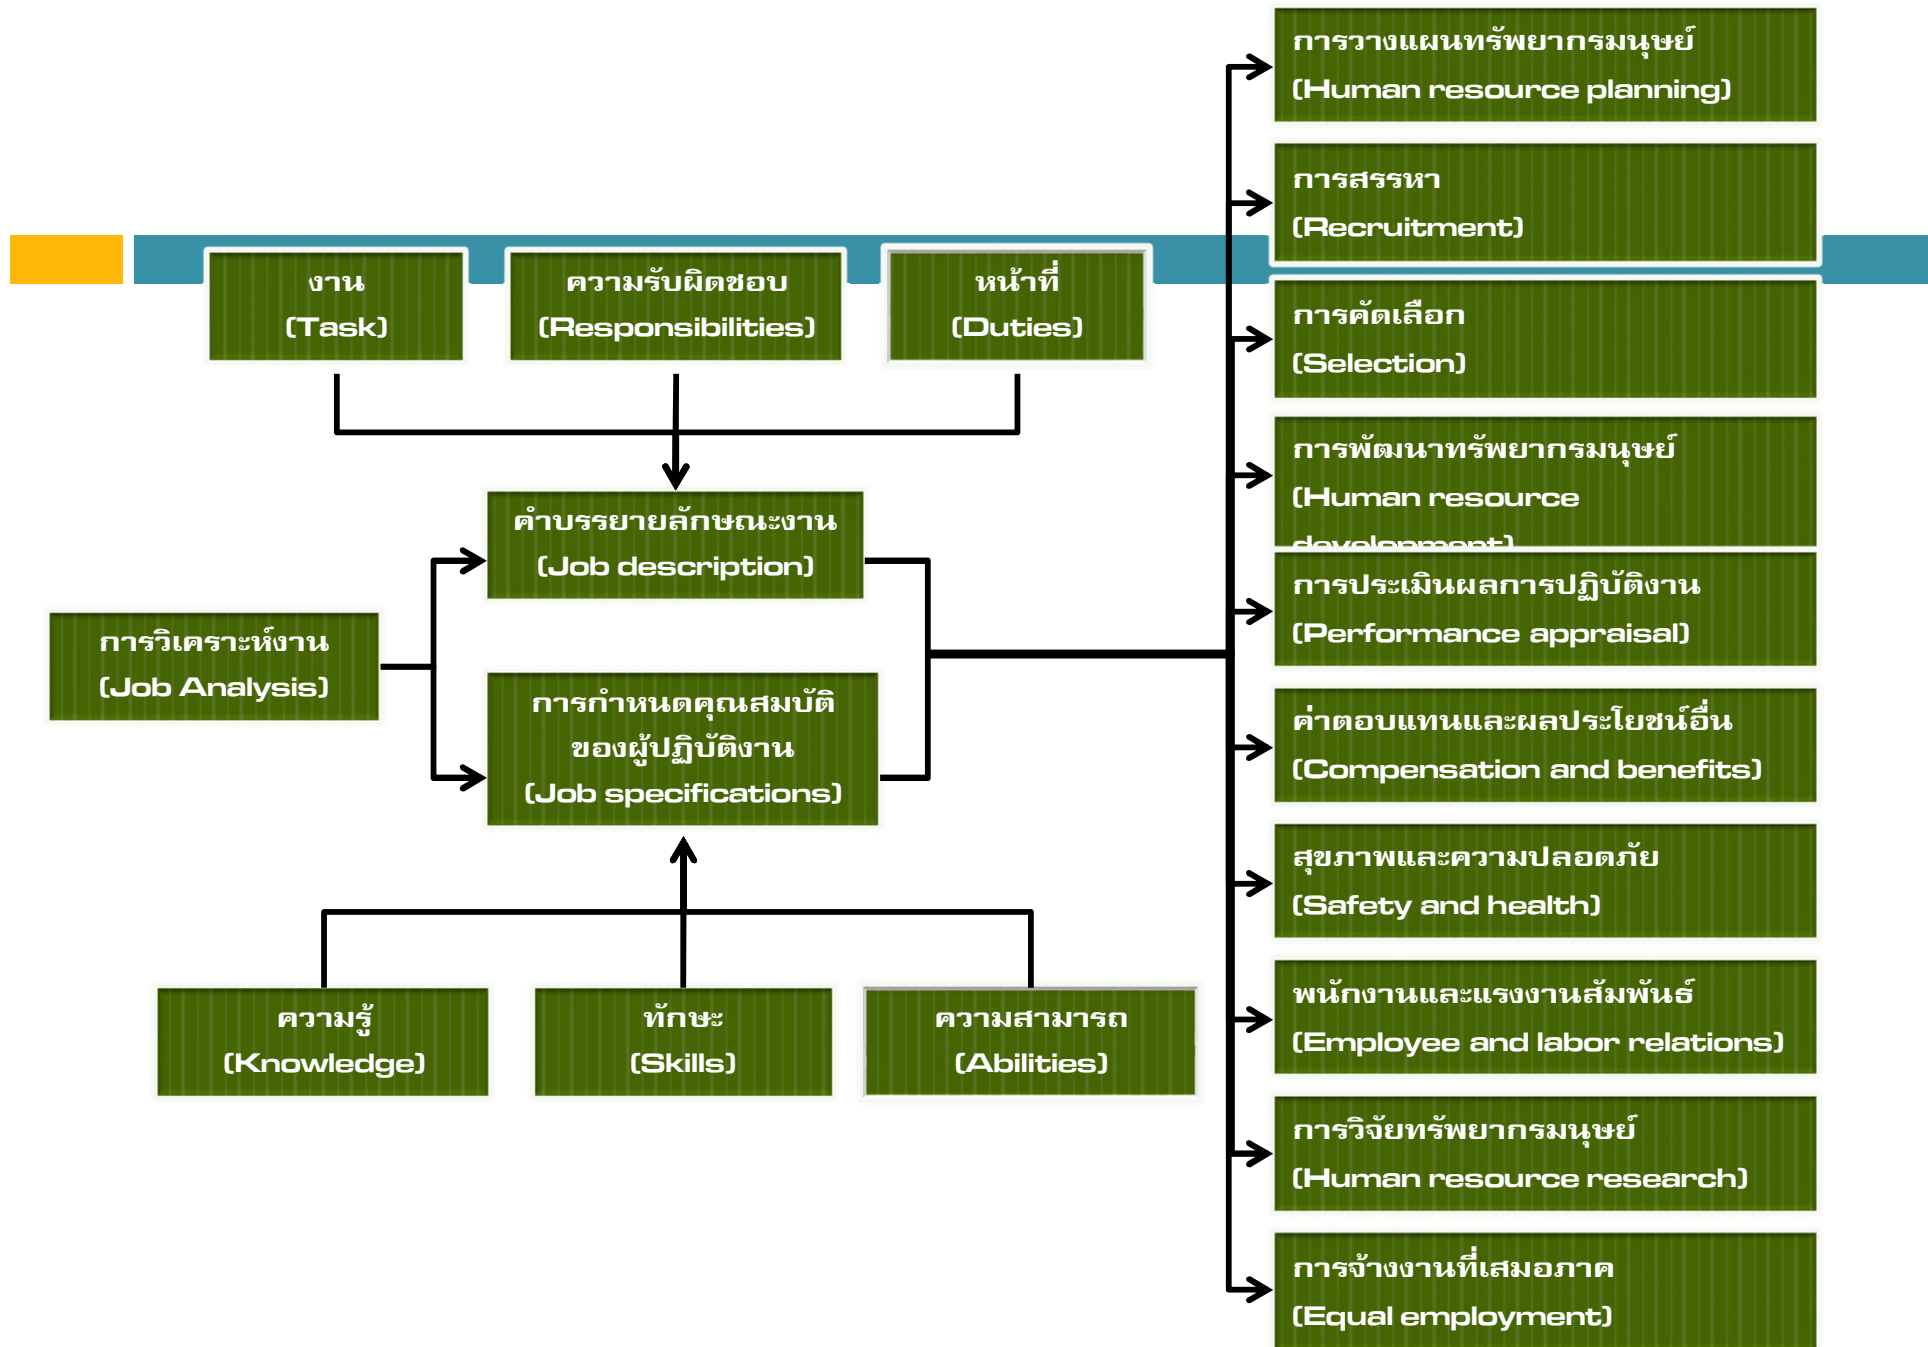 งาน
(Task)
ความรับผิดชอบ
(Responsibilities)
หน้าที่
(Duties)
คำบรรยายลักษณะงาน
(Job description)
การวิเคราะห์งาน
(Job Analysis)
การกำหนดคุณสมบัติ
ของผู้ปฏิบัติงาน
(Job specifications)
ความรู้
(Knowledge)
ทักษะ
(Skills)
ความสามารถ
(Abilities)
การวางแผนทรัพยากรมนุษย์
(Human resource planning)
การสรรหา
(Recruitment)
การคัดเลือก
(Selection)
การพัฒนาทรัพยากรมนุษย์
(Human resource
development)
การประเมินผลการปฏิบัติงาน
(Performance appraisal)
ค่าตอบแทนและผลประโยชน์อื่น
(Compensation and benefits)
สุขภาพและความปลอดภัย
(Safety and health)
พนักงานและแรงงานสัมพันธ์
(Employee and labor relations)
การวิจัยทรัพยากรมนุษย์
(Human resource research)
การจ้างงานที่เสมอภาค
(Equal employment)